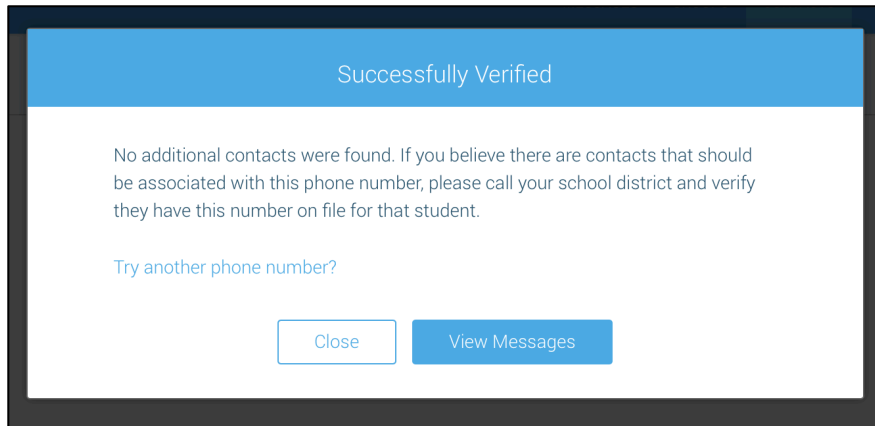 Successfully Verified
No additional contacts were found. If you believe there are contacts that should
be associated with this phone number, please call your school district and verify
they have this number on file for that student.
Try another phone number?
Close
View Messages